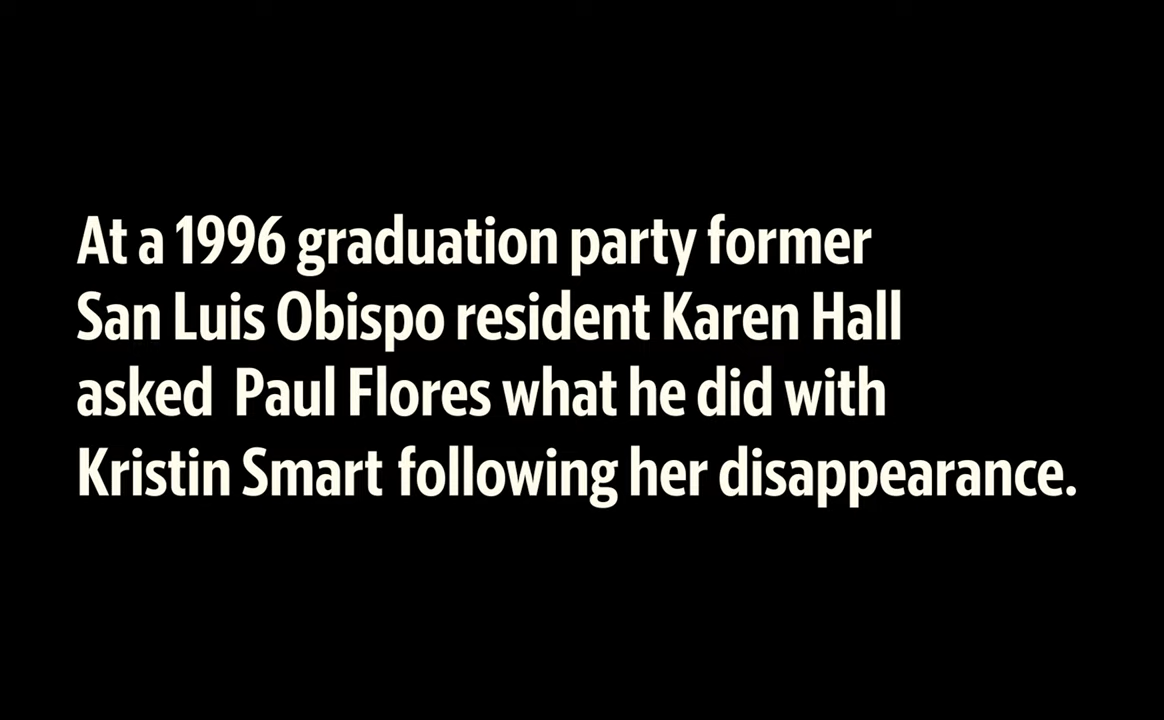 At a 1996 graduation party former
San Luis Obispo resident Karen Hall
asked Paul Flores what he did with
Kristin Smart following her disappearance.